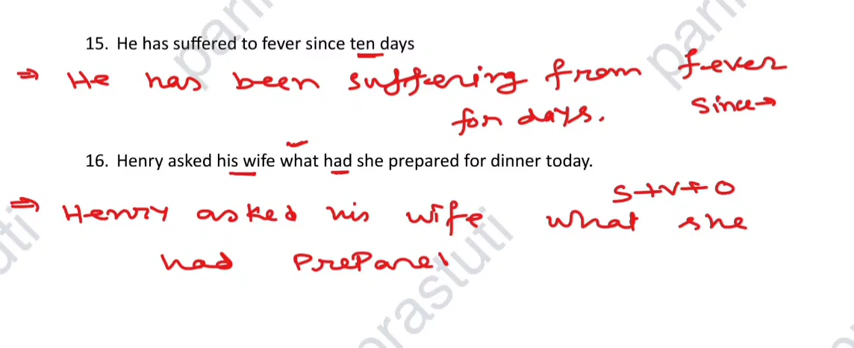 15. He has suffered to fever since ten days
⇒ He has been suffering from fever
for days. since→
16. Henry asked his wife what had she prepared for dinner today.
S+V+O
⇒ Henry asked his wife what she
had prepare